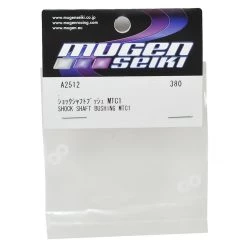 www.mugenseiki.co.jp
www.mugenracing.com
www.mugen.eu
MUGEN
SEIKI
A2512 380
ショックシャフトブッシュ MTC1
SHOCK SHAFT BUSHING MTC1